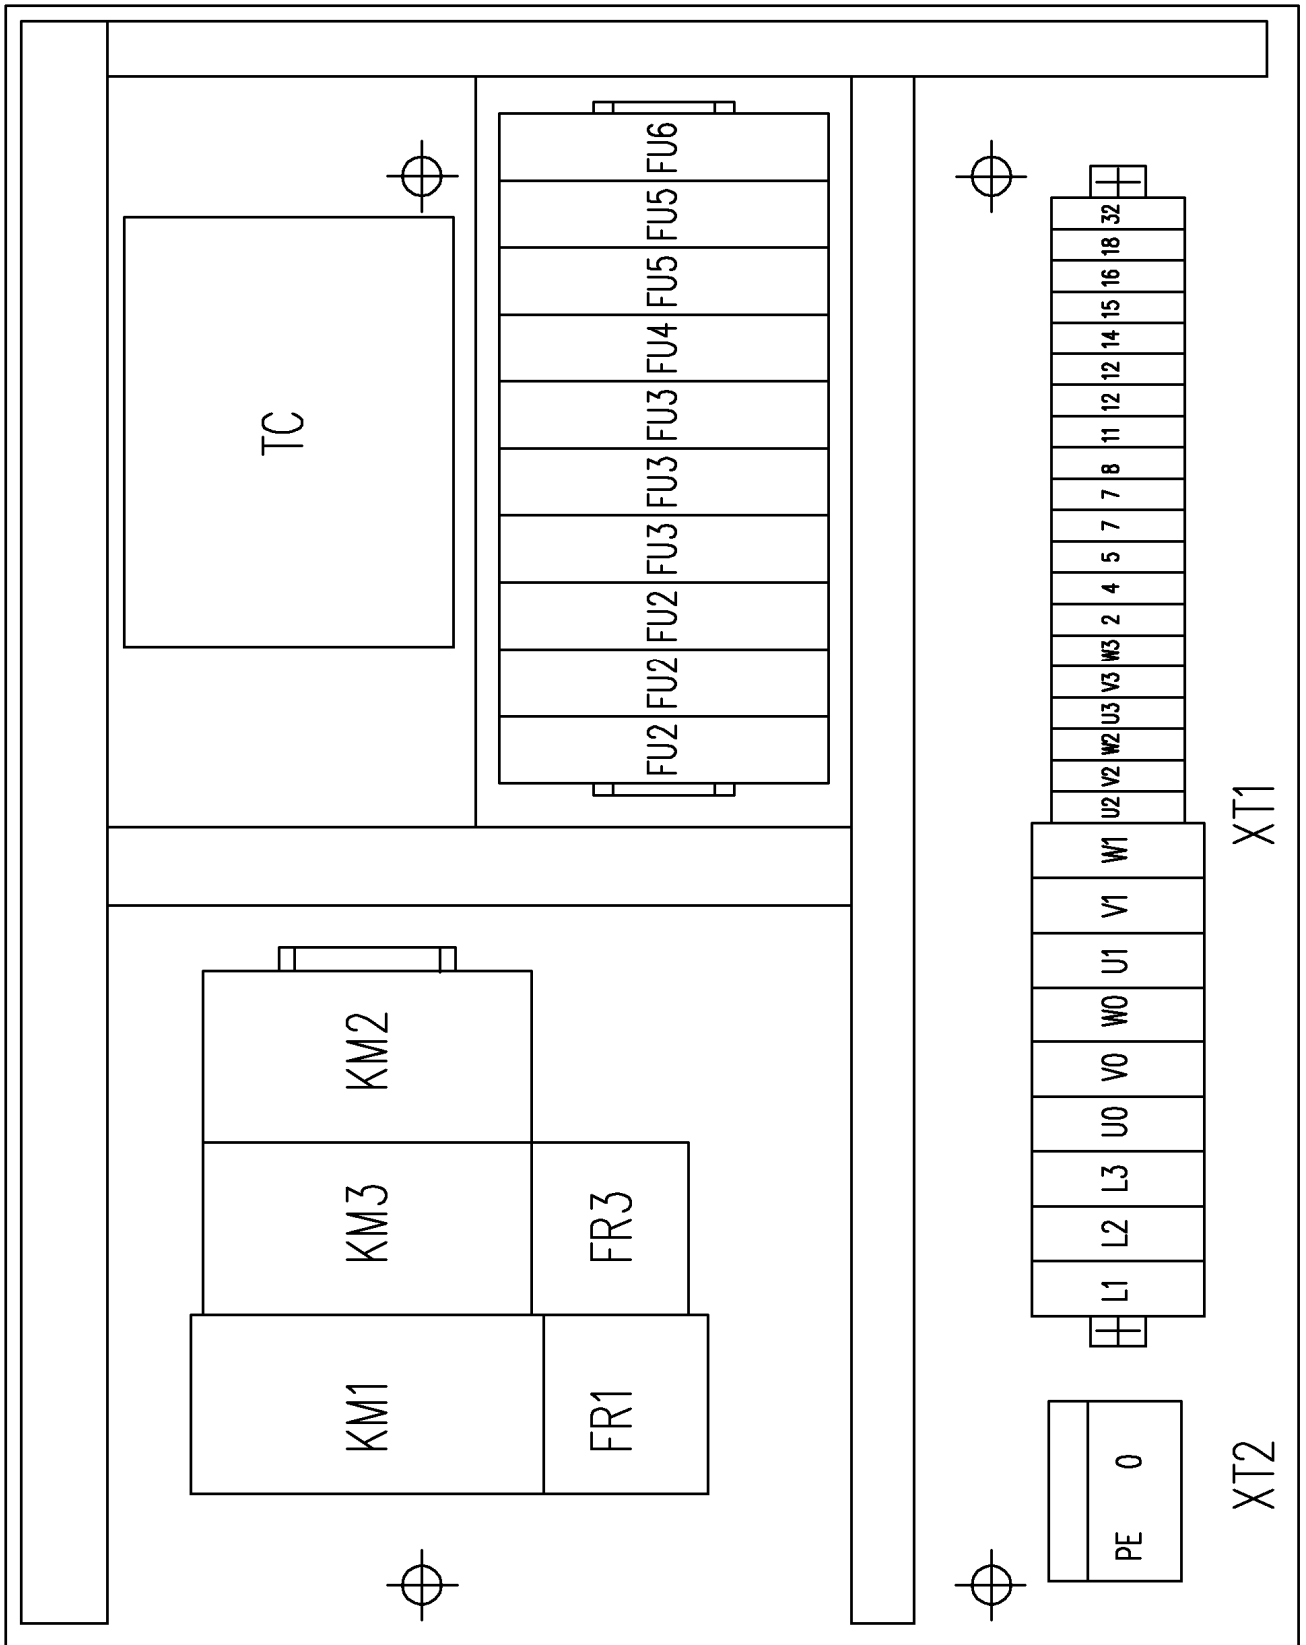 KM1 KM3 KM2 TC
FR1 FR3 FU2 FU2 FU2 FU3 FU3 FU3 FU4 FU5 FU5 FU6
PE 0 L1 L2 L3 U0 V0 W0 U1 V1 W1 U2 V2 W2 U3 V3 W3 2 4 5 7 7 8 11 12 12 14 15 16 18 32
XT2 XT1